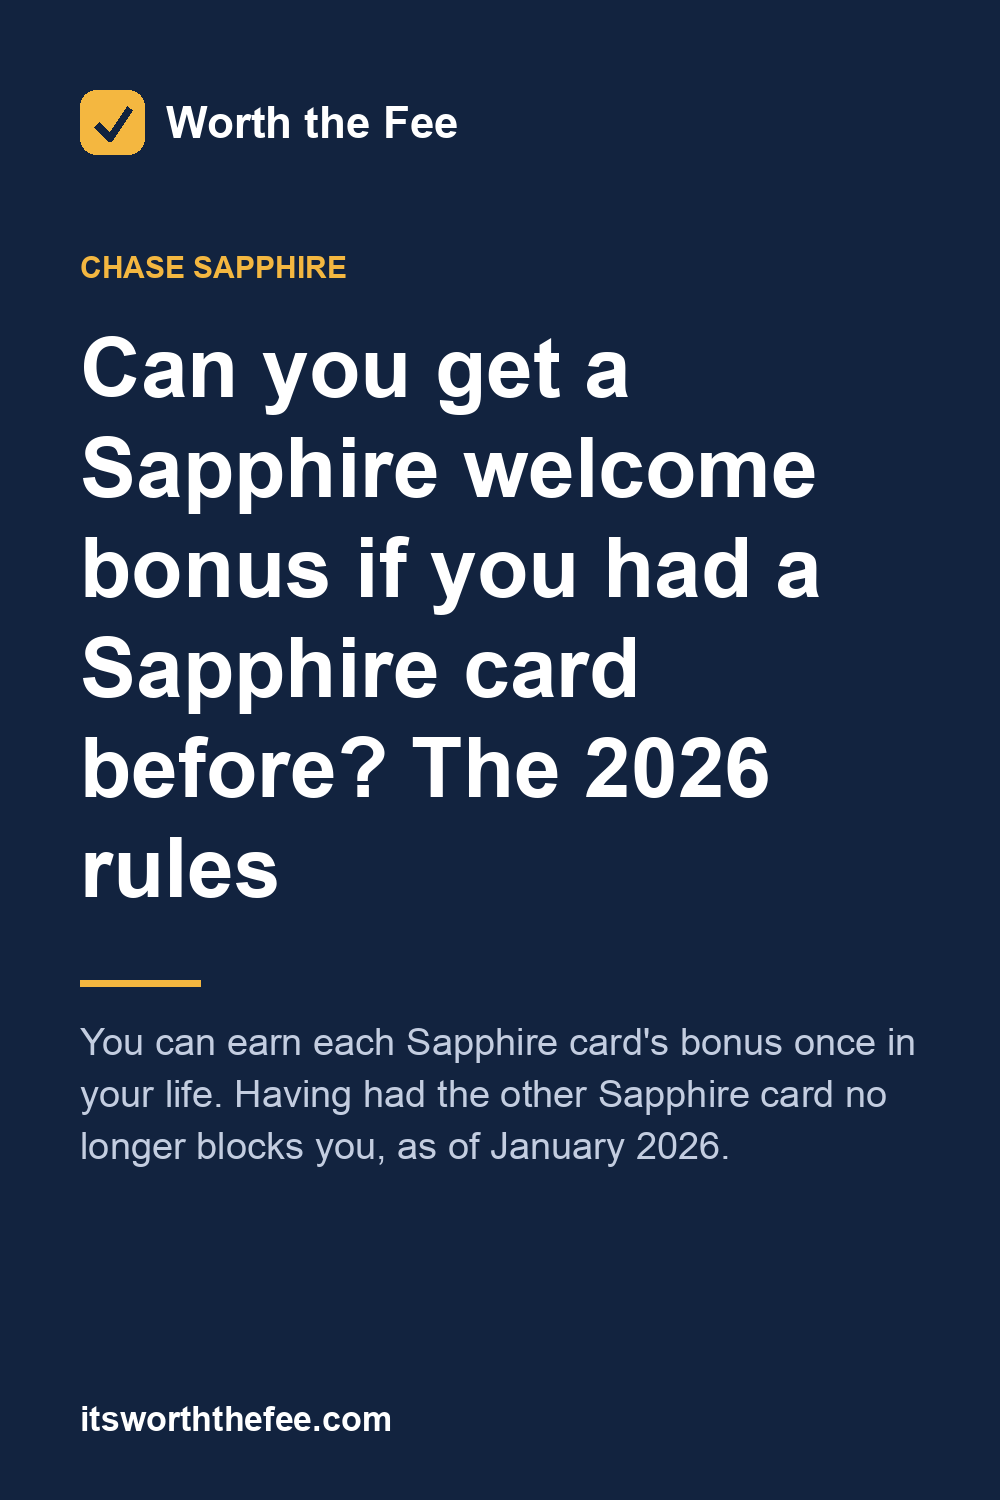 Worth the Fee
CHASE SAPPHIRE
Can you get a
Sapphire welcome
bonus if you had a
Sapphire card
before? The 2026
rules
You can earn each Sapphire card's bonus once in
your life. Having had the other Sapphire card no
longer blocks you, as of January 2026.
itsworththefee.com